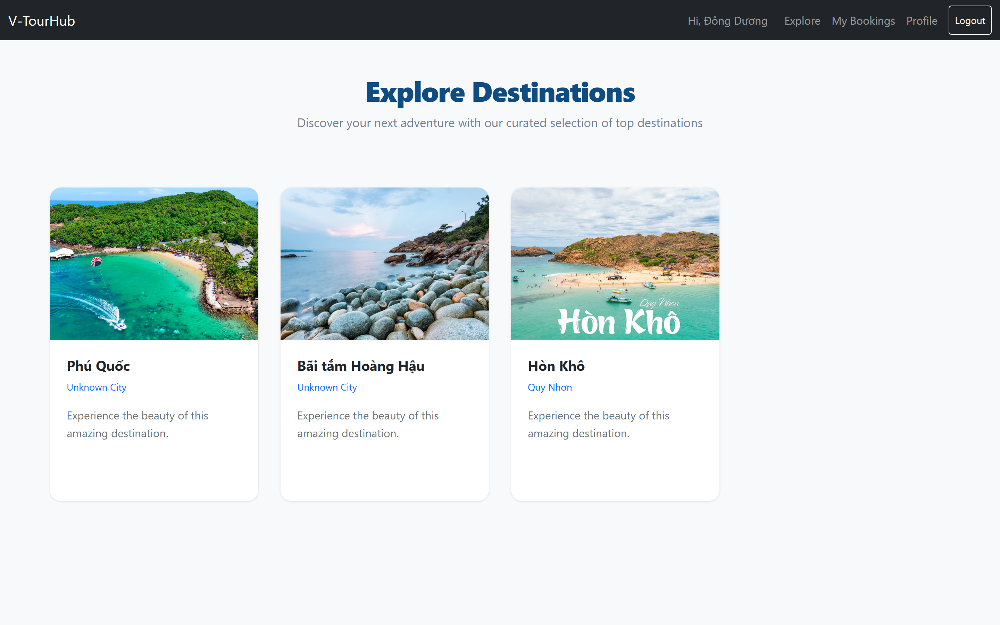 V-TourHub
Hi, Đông Dương
Explore
My Bookings
Profile
Logout
Explore Destinations
Discover your next adventure with our curated selection of top destinations
Phú Quốc
Unknown City
Experience the beauty of this
amazing destination.
Bãi tắm Hoàng Hậu
Unknown City
Experience the beauty of this
amazing destination.
Quy Nhơn
Hòn Khô
Hòn Khô
Quy Nhơn
Experience the beauty of this
amazing destination.